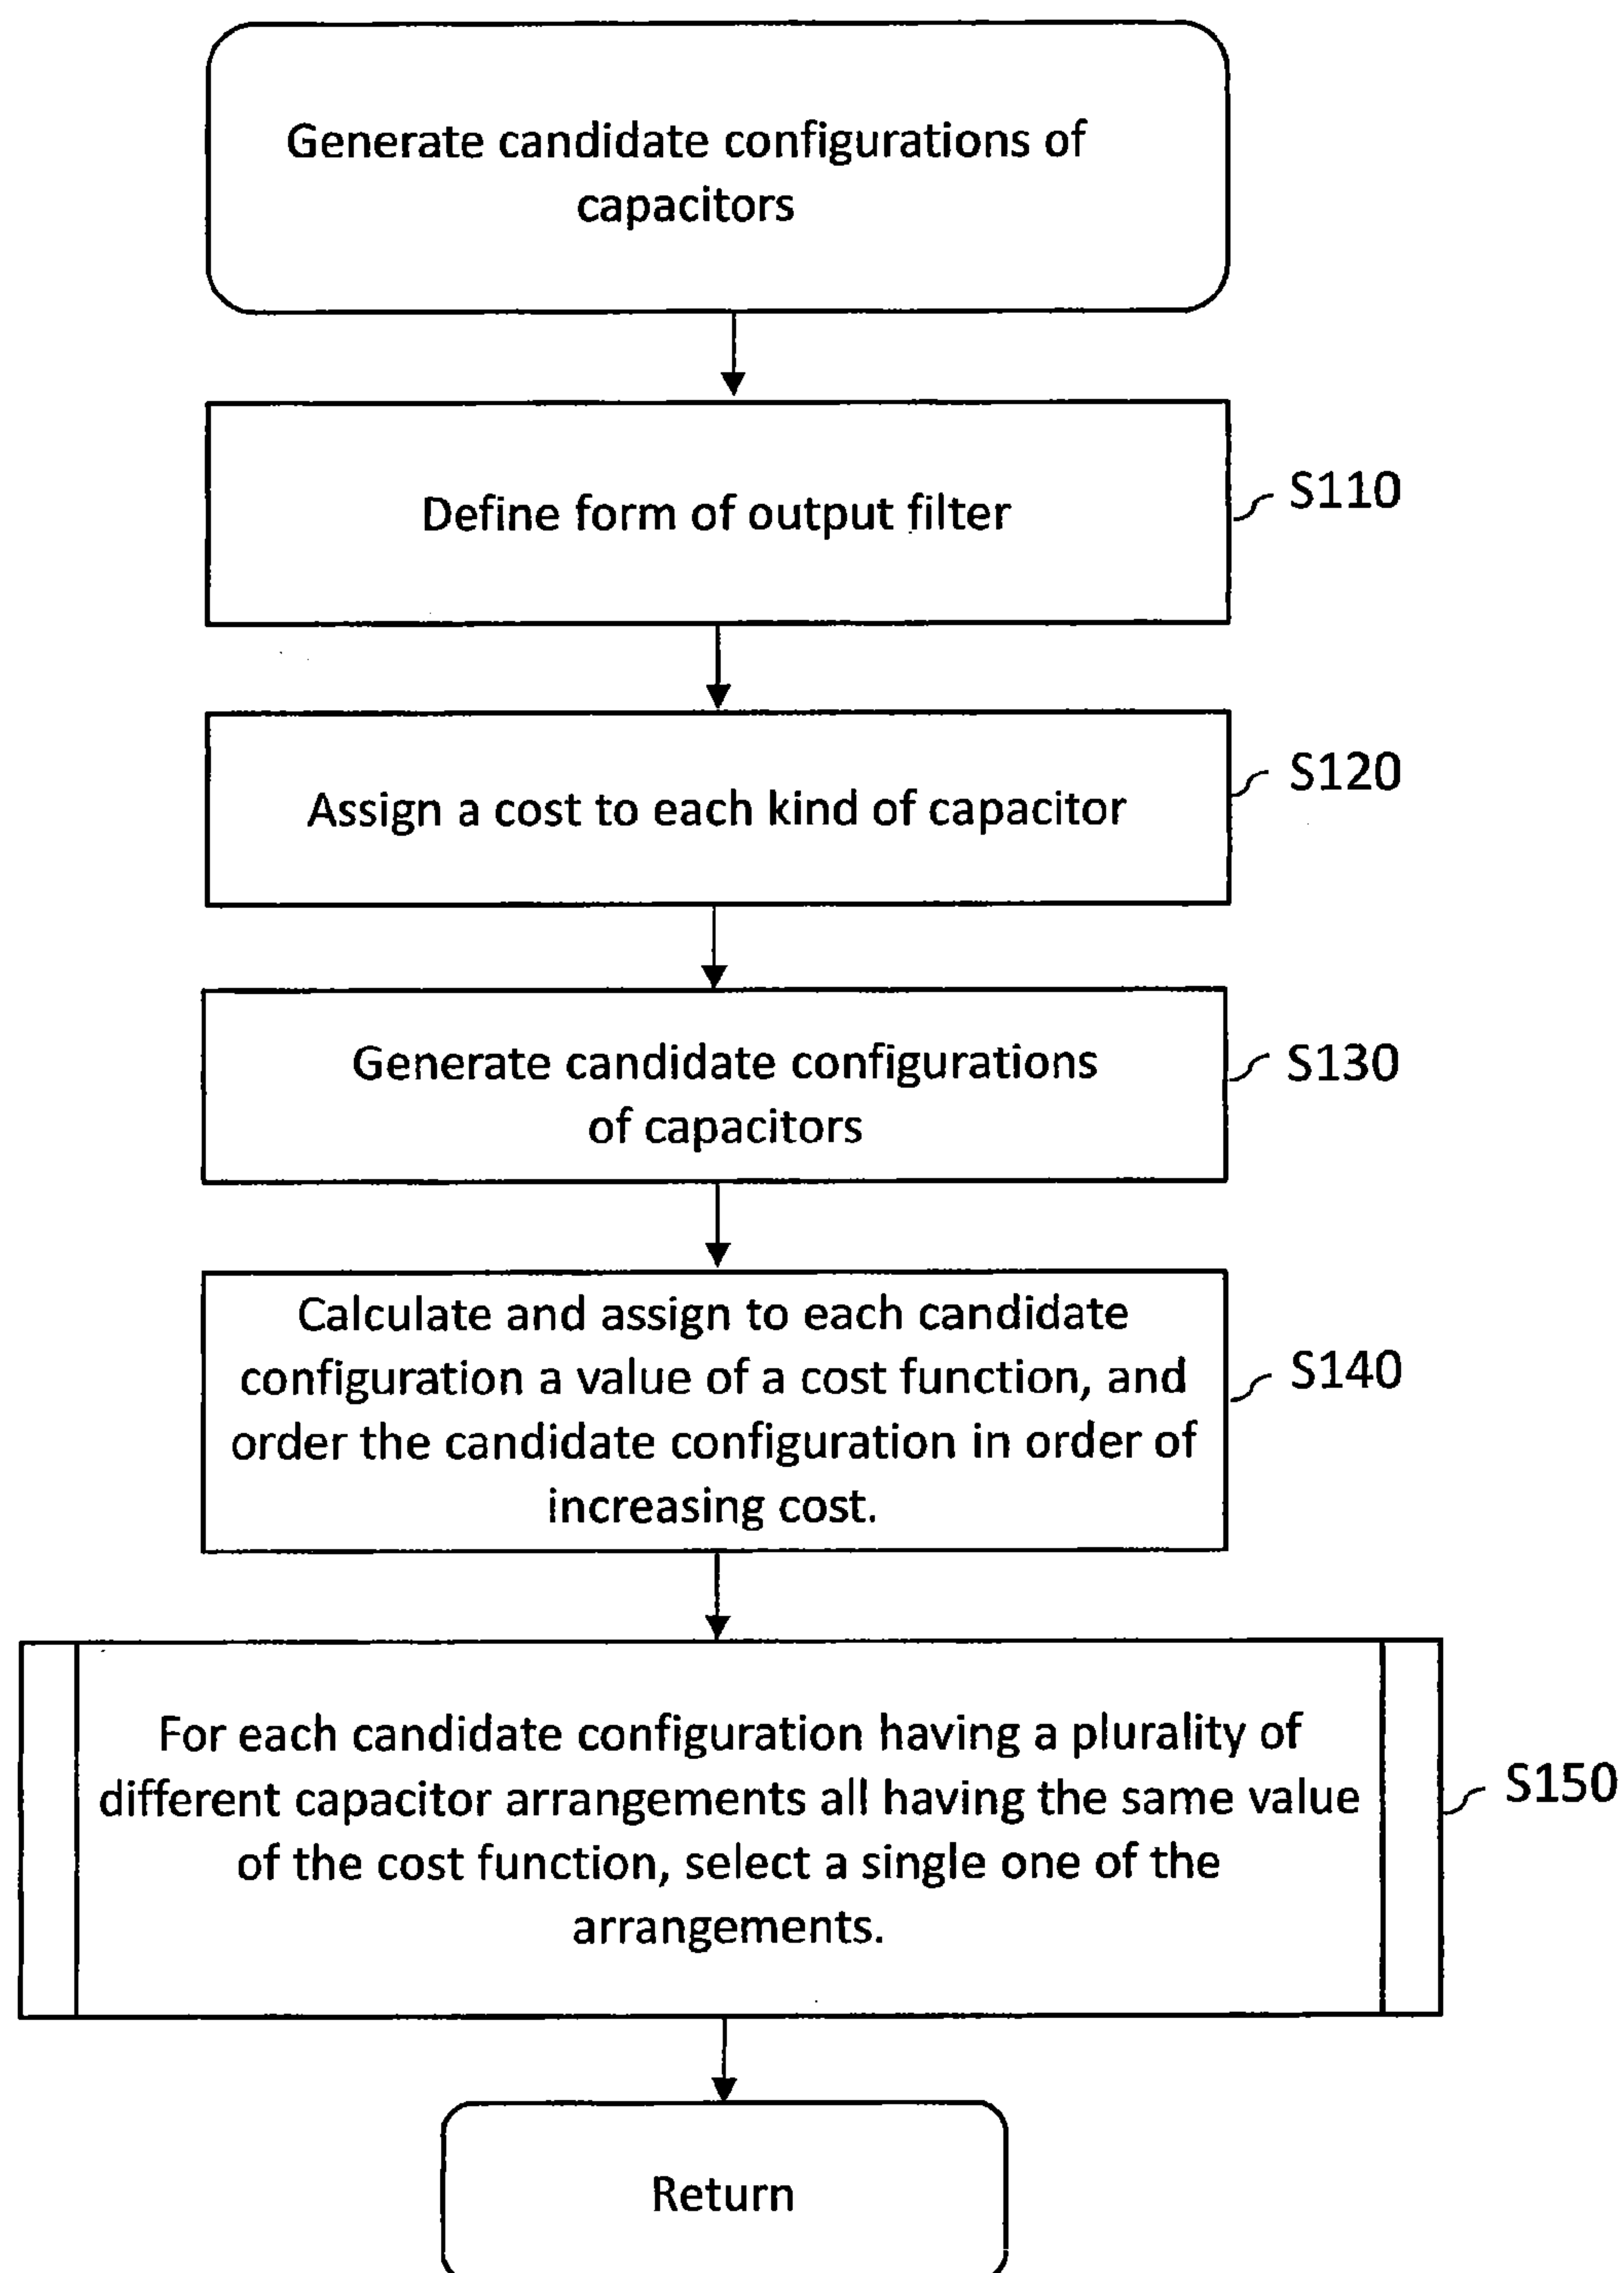 Generate candidate configurations of
capacitors
Define form of output filter
S110
Assign a cost to each kind of capacitor
S120
Generate candidate configurations
of capacitors
S130
Calculate and assign to each candidate
configuration a value of a cost function, and
order the candidate configuration in order of
increasing cost.
S140
For each candidate configuration having a plurality of
different capacitor arrangements all having the same value
of the cost function, select a single one of the
arrangements.
S150
Return